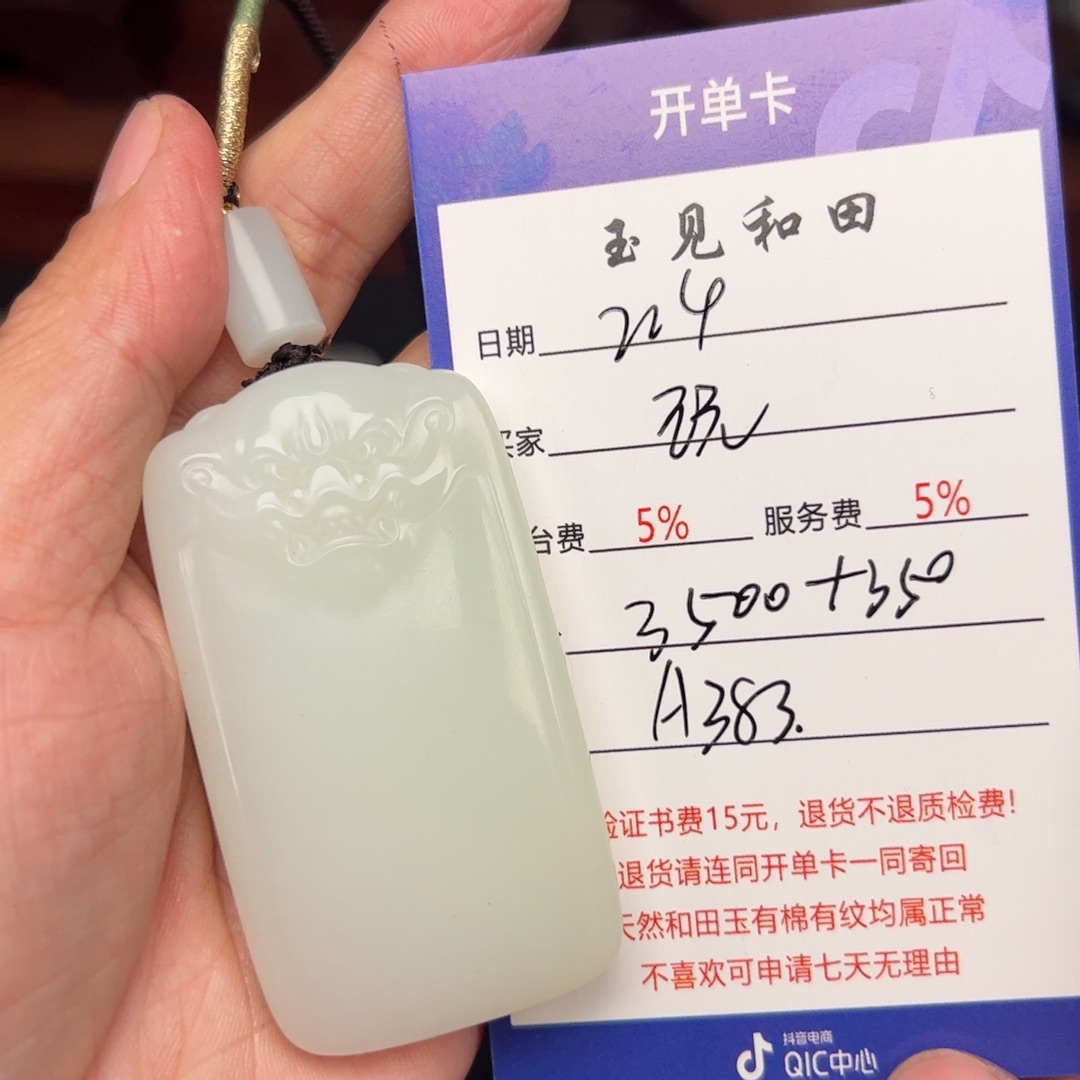 开单卡
玉见和田
日期
买家
台费 5% 服务费 5%
3500+350
A383.
验证书费15元，退货不退质检费！
退货请连同开单卡一同寄回
天然和田玉有棉有纹均属正常
不喜欢可申请七天无理由
抖音电商
QIC中心